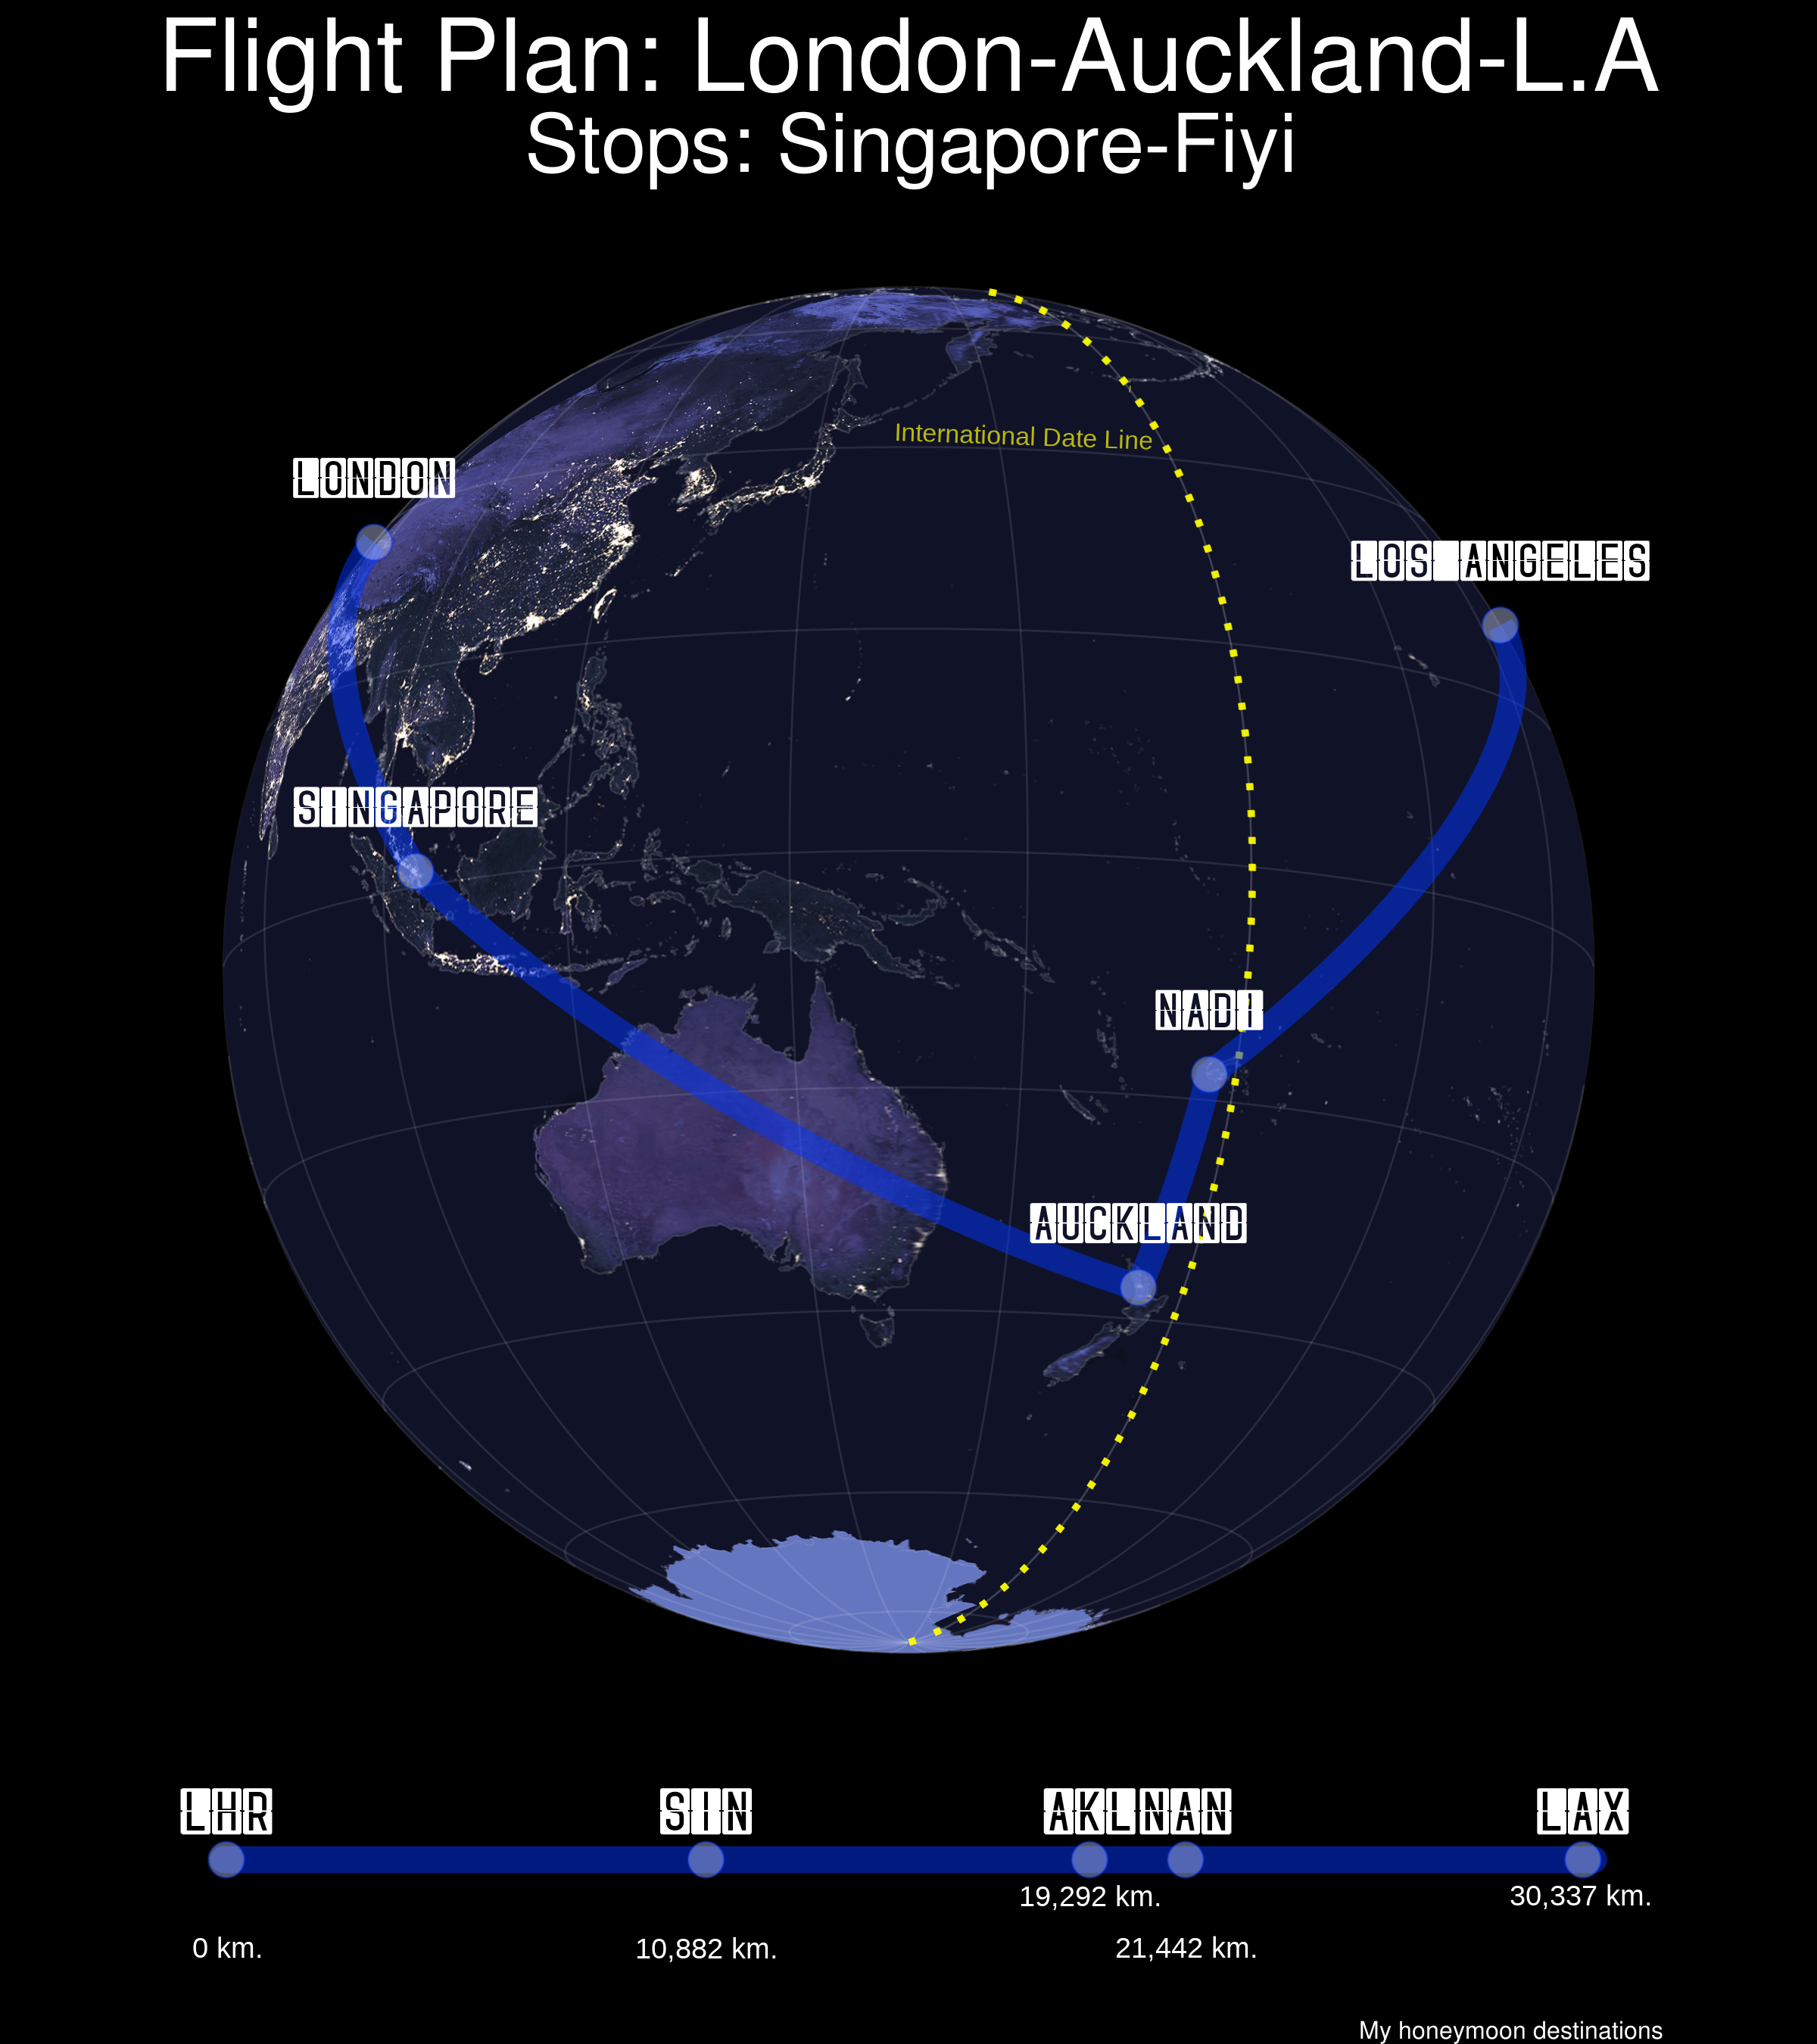 Flight Plan: London-Auckland-L.A
Stops: Singapore-Fiyi
International Date Line
LONDON
LOS ANGELES
SINGAPORE
NADI
AUCKLAND
LHR SIN AKL NAN LAX
19,292 km. 30,337 km.
0 km. 10,882 km. 21,442 km.
My honeymoon destinations